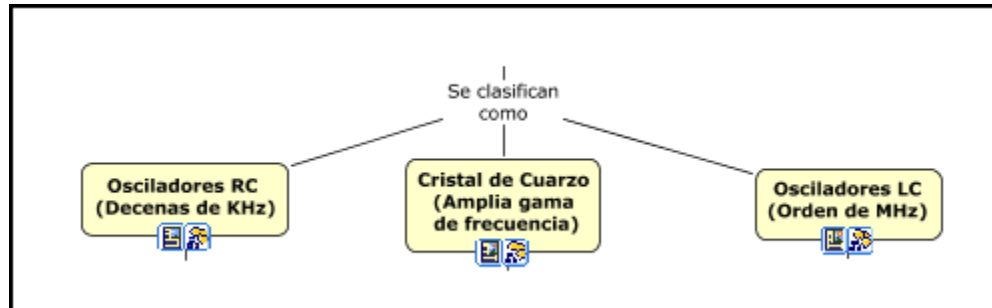 Se clasifican
como
Osciladores RC
(Decenas de KHz)
Cristal de Cuarzo
(Amplia gama
de frecuencia)
Osciladores LC
(Orden de MHz)